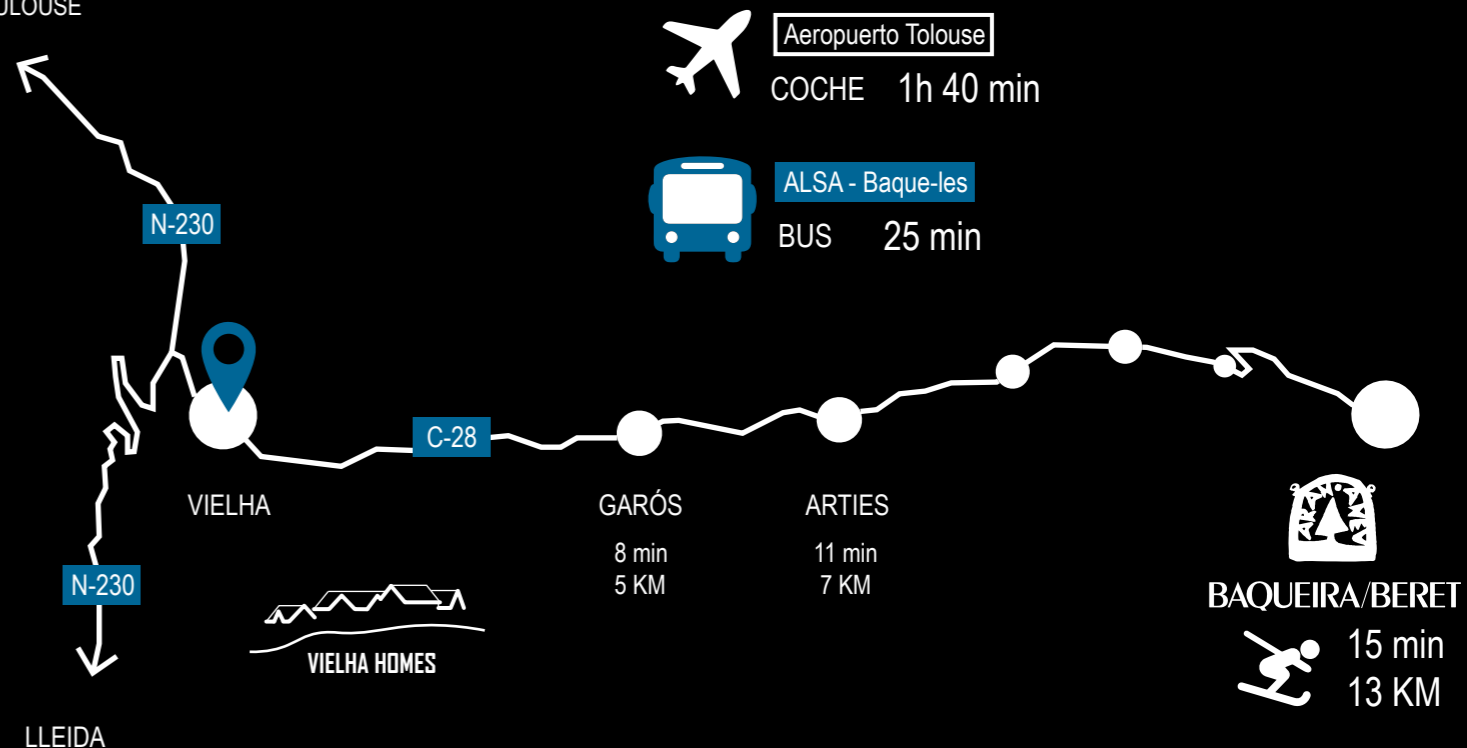 OULOUSE
Aeropuerto Tolouse
COCHE 1h 40 min
ALSA - Baque-les
BUS 25 min
N-230
C-28
VIELHA
GARÓS
8 min
5 KM
ARTIES
11 min
7 KM
N-230
VIELHA HOMES
BAQUEIRA/BERET
15 min
13 KM
LLEIDA